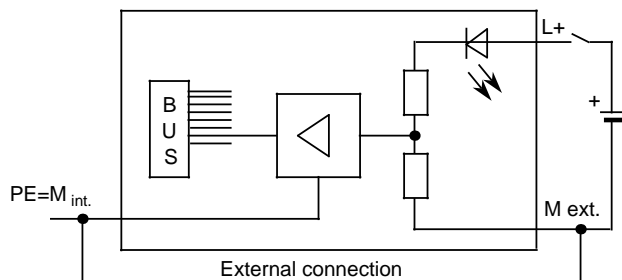 L+
B
U
S
+
PE=M int.
M ext.
External connection